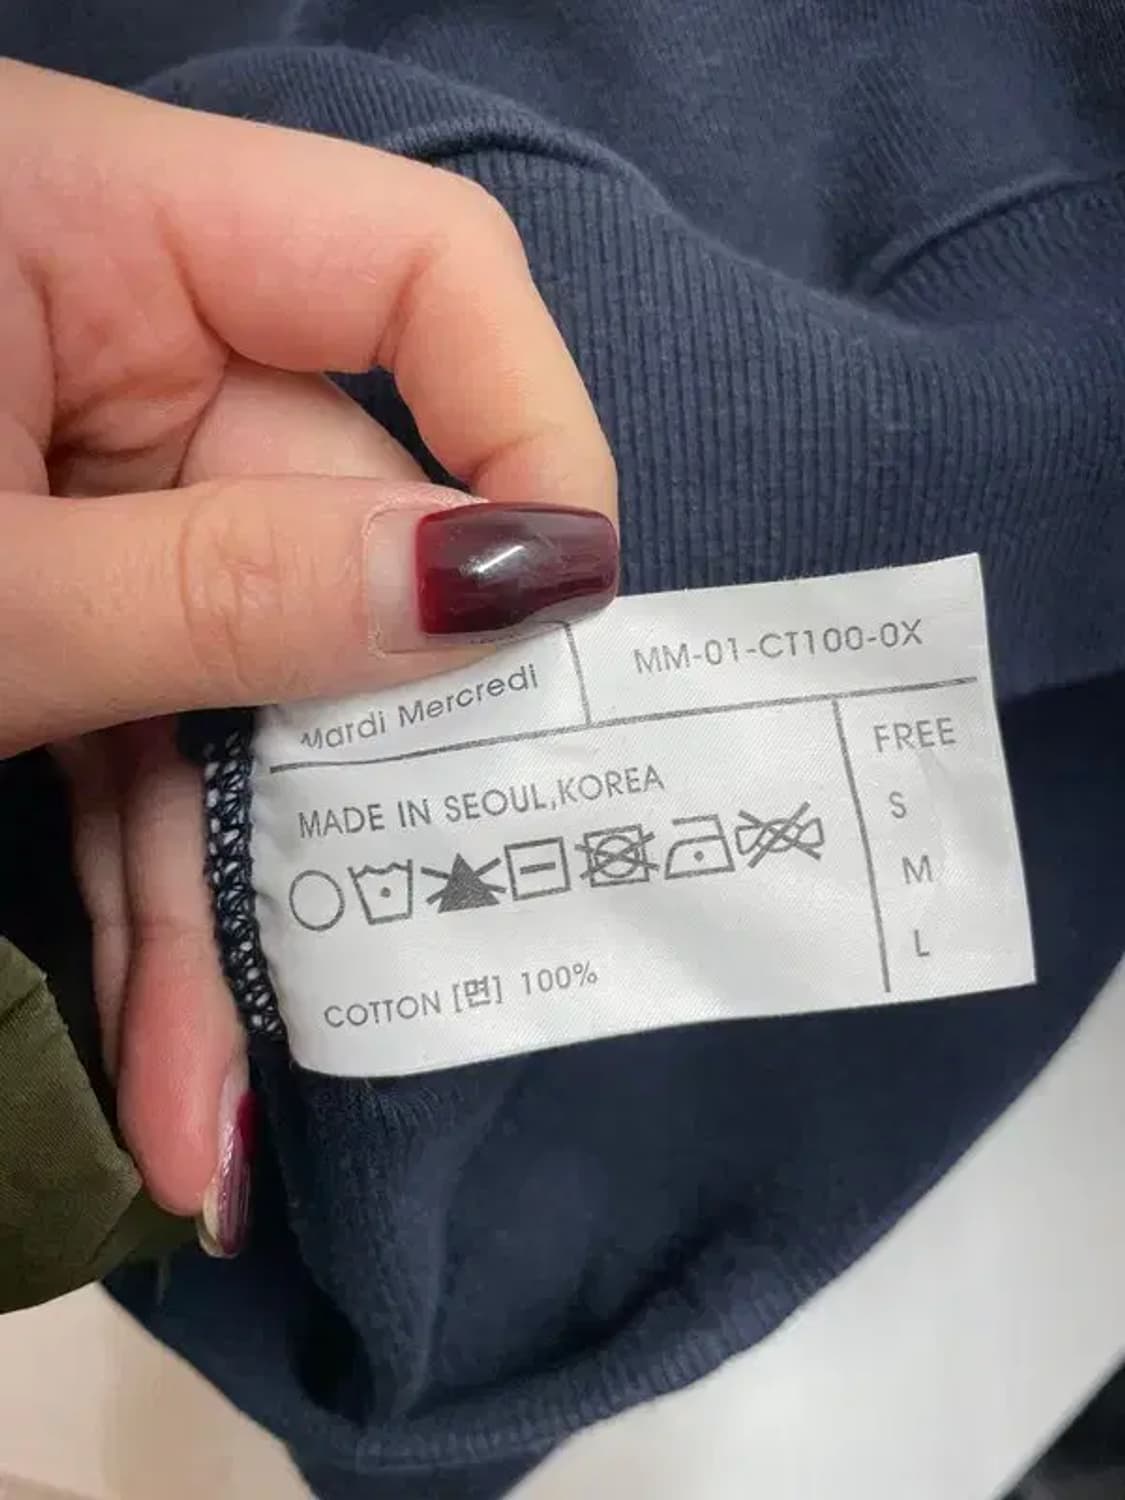 Mardi Mercredi
MM-01-CT100-0X
MADE IN SEOUL,KOREA
COTTON [면] 100%
FREE
S
M
L